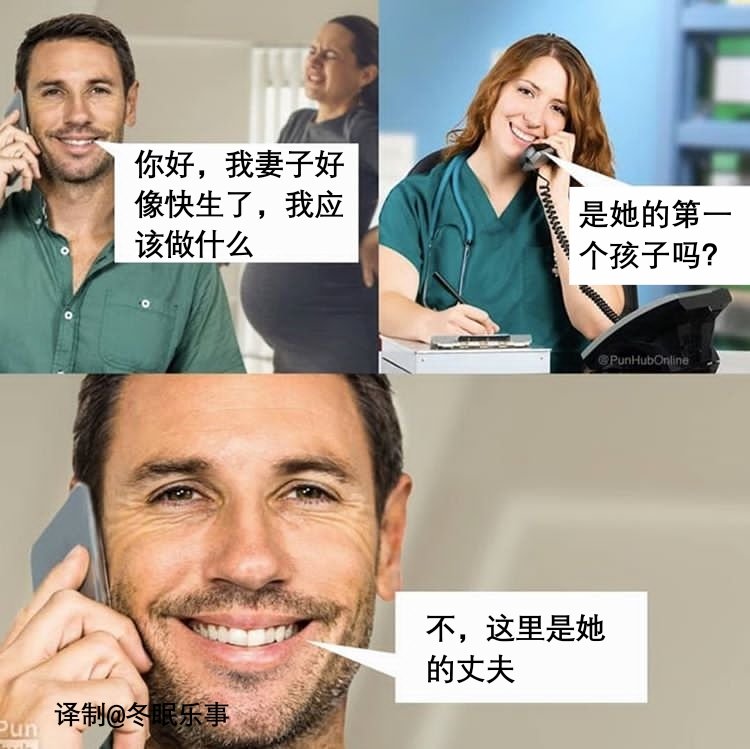 你好，我妻子好
像快生了，我应
该做什么
是她的第一
个孩子吗?
@PunHubOnline
不，这里是她
的丈夫
译制@冬眠乐事
Pun